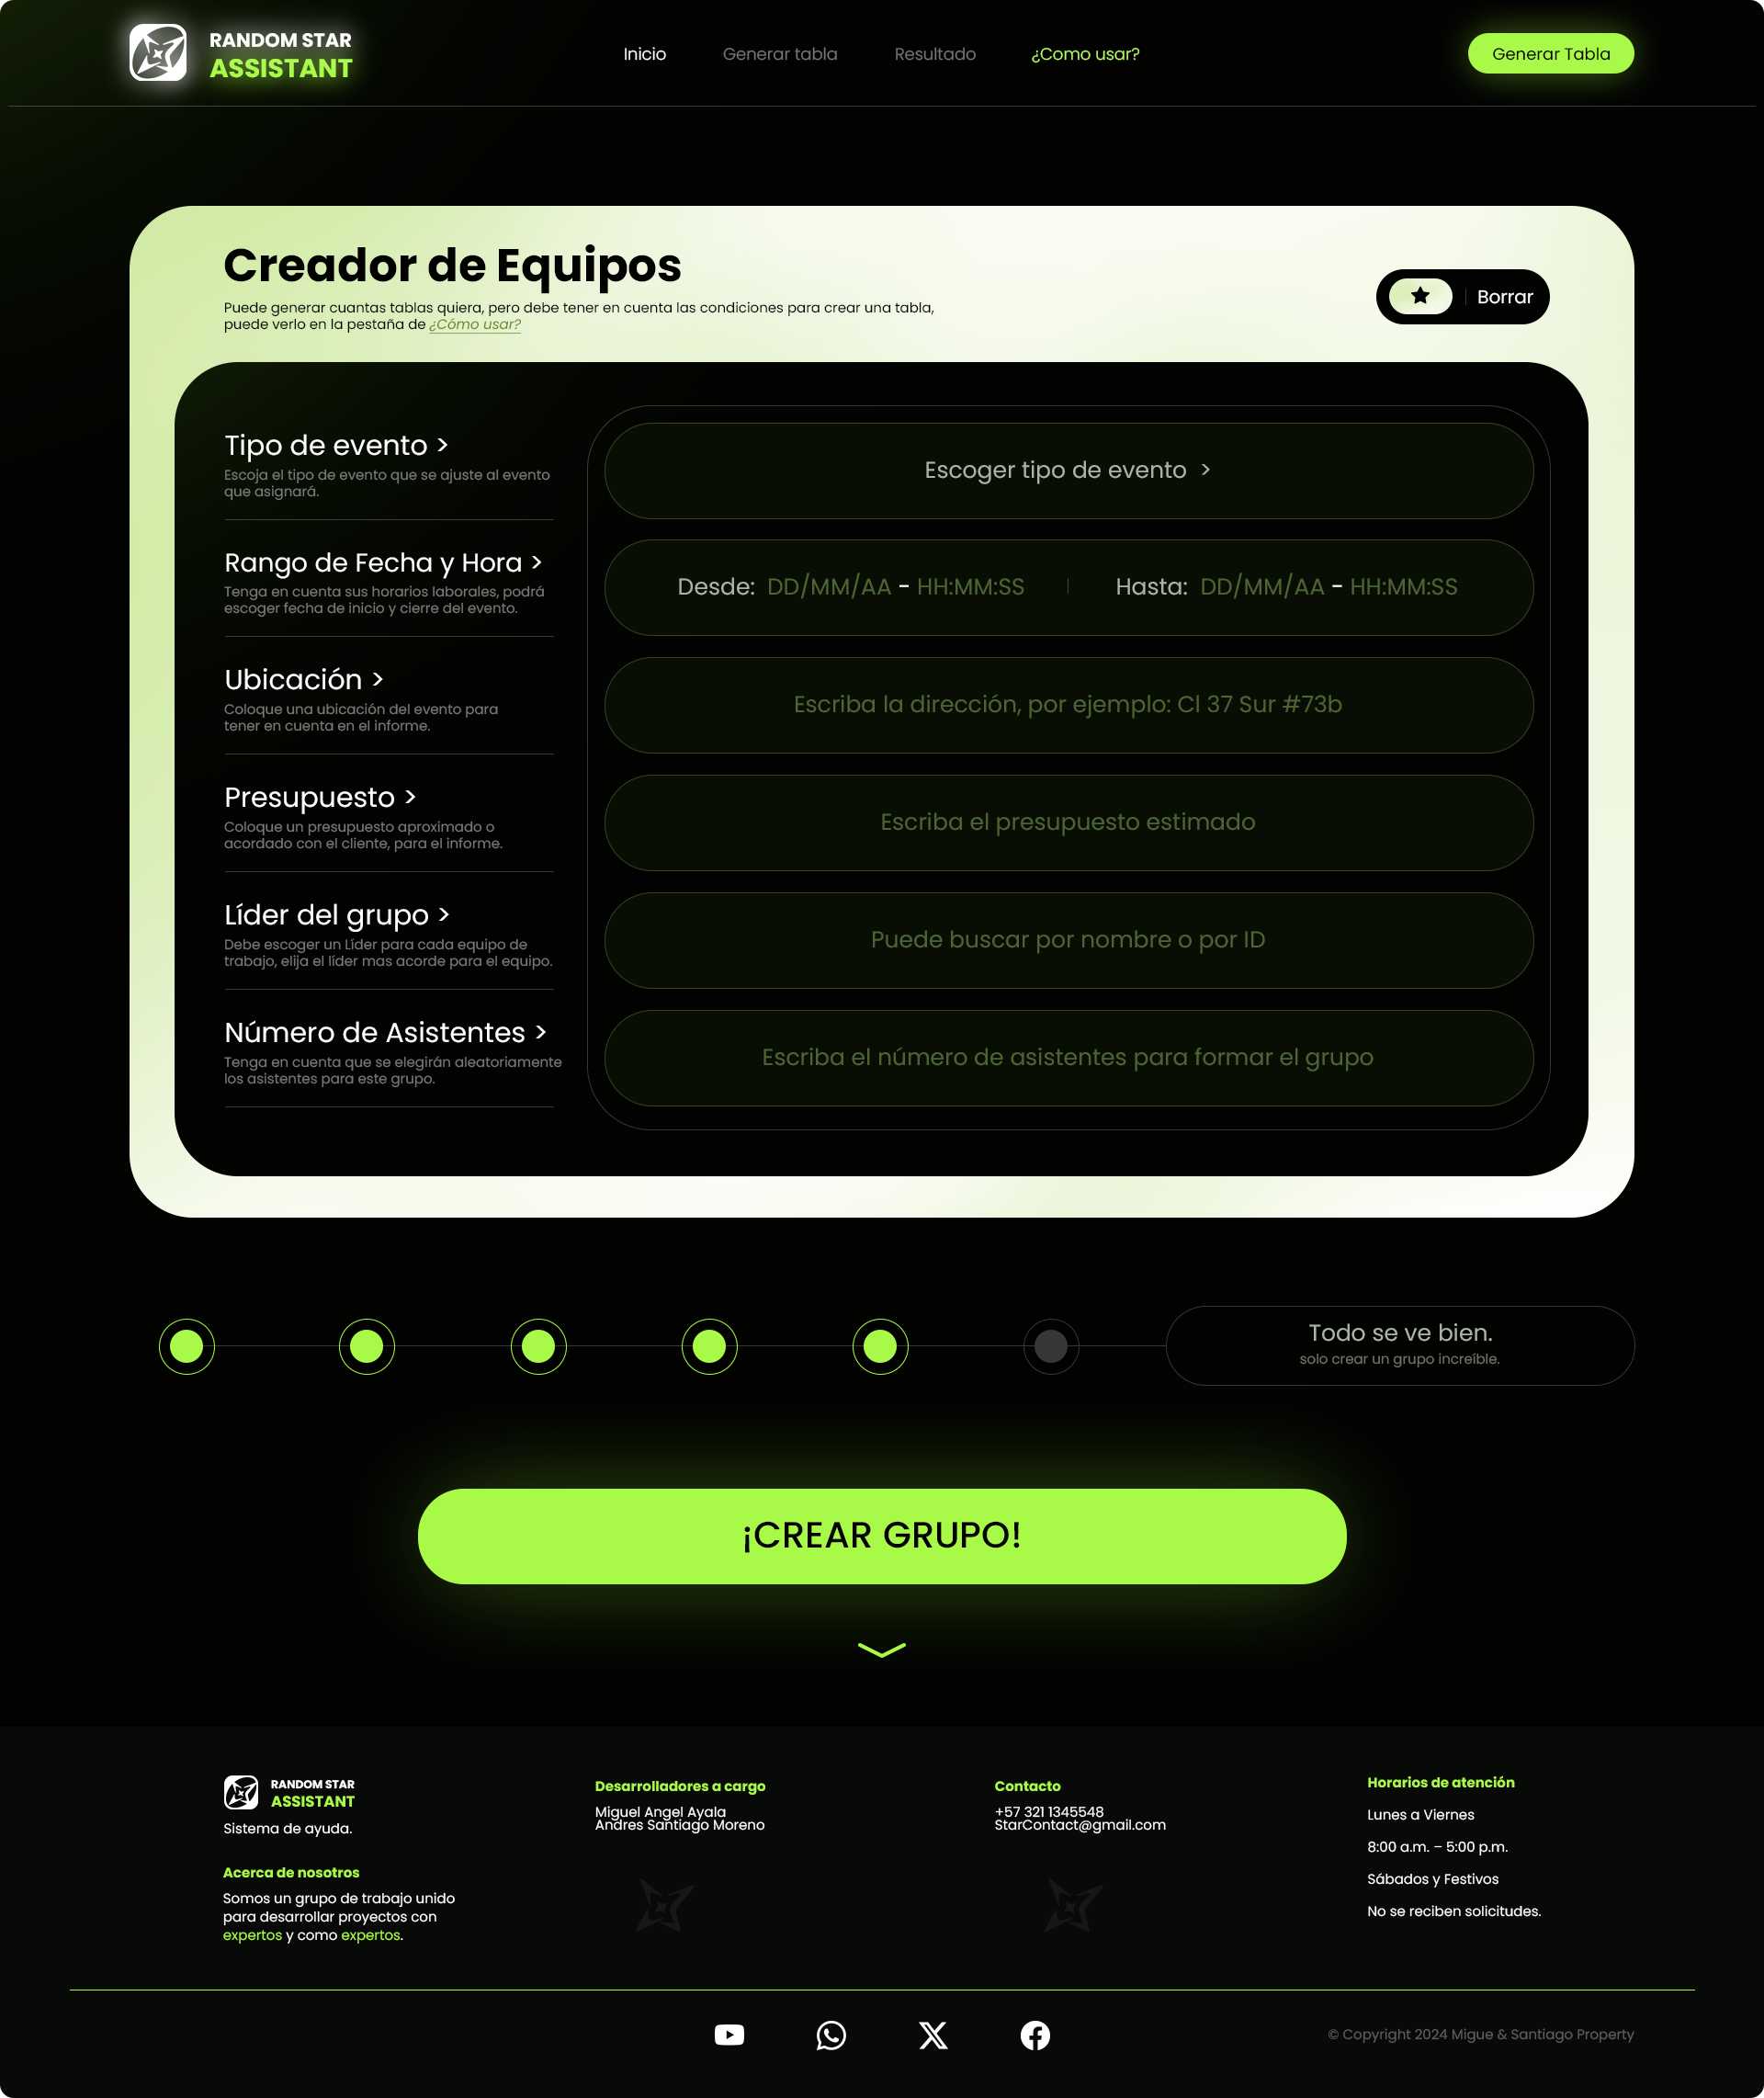 RANDOM STAR
ASSISTANT
Inicio
Generar tabla
Resultado
¿Como usar?
Generar Tabla
Creador de Equipos
Puede generar cuantas tablas quiera, pero debe tener en cuenta las condiciones para crear una tabla,
puede verlo en la pestaña de ¿Cómo usar?
Borrar
Tipo de evento >
Escoja el tipo de evento que se ajuste al evento
que asignará.
Escoger tipo de evento >
Rango de Fecha y Hora >
Tenga en cuenta sus horarios laborales, podrá
escoger fecha de inicio y cierre del evento.
Desde: DD/MM/AA - HH:MM:SS | Hasta: DD/MM/AA - HH:MM:SS
Ubicación >
Coloque una ubicación del evento para
tener en cuenta en el informe.
Escriba la dirección, por ejemplo: Cl 37 Sur #73b
Presupuesto >
Coloque un presupuesto aproximado o
acordado con el cliente, para el informe.
Escriba el presupuesto estimado
Líder del grupo >
Debe escoger un Líder para cada equipo de
trabajo, elija el líder mas acorde para el equipo.
Puede buscar por nombre o por ID
Número de Asistentes >
Tenga en cuenta que se elegirán aleatoriamente
los asistentes para este grupo.
Escriba el número de asistentes para formar el grupo
Todo se ve bien.
solo crear un grupo increíble.
¡CREAR GRUPO!
RANDOM STAR
ASSISTANT
Sistema de ayuda.
Acerca de nosotros
Somos un grupo de trabajo unido
para desarrollar proyectos con
expertos y como expertos.
Desarrolladores a cargo
Miguel Angel Ayala
Andres Santiago Moreno
Contacto
+57 321 1345548
StarContact@gmail.com
Horarios de atención
Lunes a Viernes
8:00 a.m. – 5:00 p.m.
Sábados y Festivos
No se reciben solicitudes.
© Copyright 2024 Migue & Santiago Property